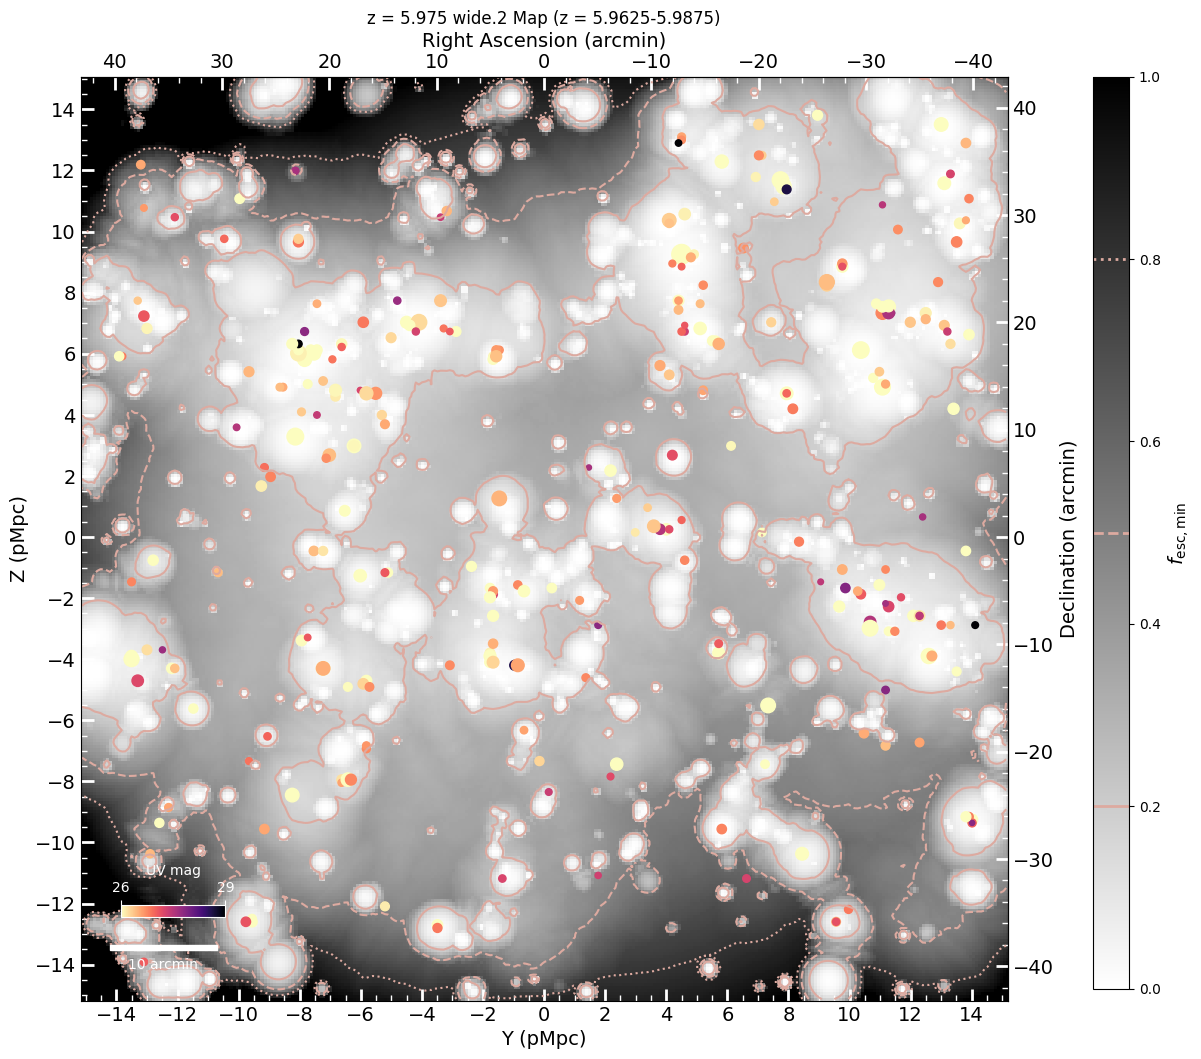 z = 5.975 wide.2 Map (z = 5.9625-5.9875)
Right Ascension (arcmin)
40 30 20 10 0 −10 −20 −30 −40
14 12 10 8 6 4 2 0 −2 −4 −6 −8 −10 −12 −14
Z (pMpc)
UV mag
26 29
10 arcmin
−14 −12 −10 −8 −6 −4 −2 0 2 4 6 8 10 12 14
Y (pMpc)
40 30 20 10 0 −10 −20 −30 −40
Declination (arcmin)
1.0
0.8
0.6
0.4
0.2
0.0
fesc,min